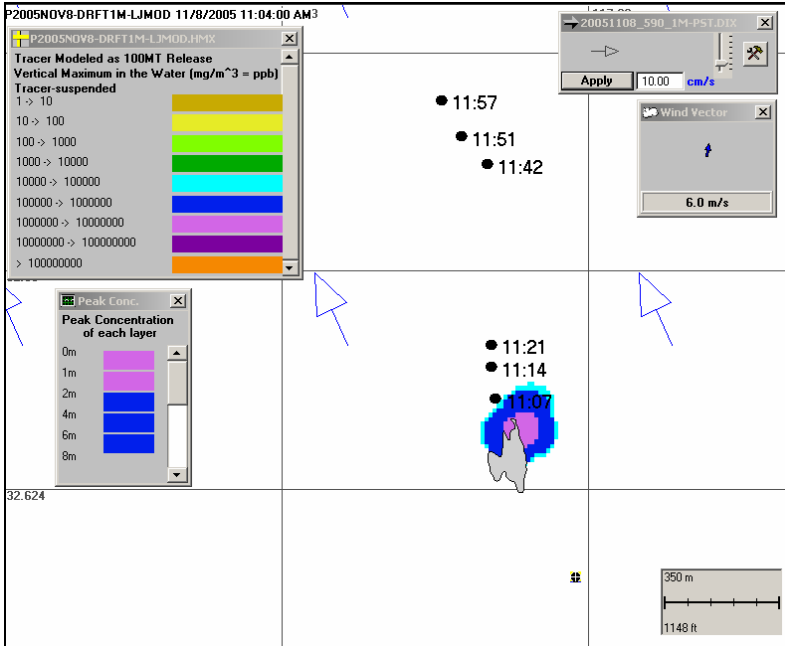 P2005NOV8-DRFT1M-LJMOD 11/8/2005 11:04:00 AM
P2005NOV8-DRFT1M-LJMOD.HMX
Tracer Modeled as 100MT Release
Vertical Maximum in the Water (mg/m^3 = ppb)
Tracer-suspended
1 -> 10
10 -> 100
100 -> 1000
1000 -> 10000
10000 -> 100000
100000 -> 1000000
1000000 -> 10000000
10000000 -> 100000000
> 100000000
20051108_590_1M-PST.DIX
Apply 10.00 cm/s
Wind Vector
6.0 m/s
11:57
11:51
11:42
Peak Conc.
Peak Concentration
of each layer
0m
1m
2m
4m
6m
8m
11:21
11:14
11:07
32.624
350 m
1148 ft